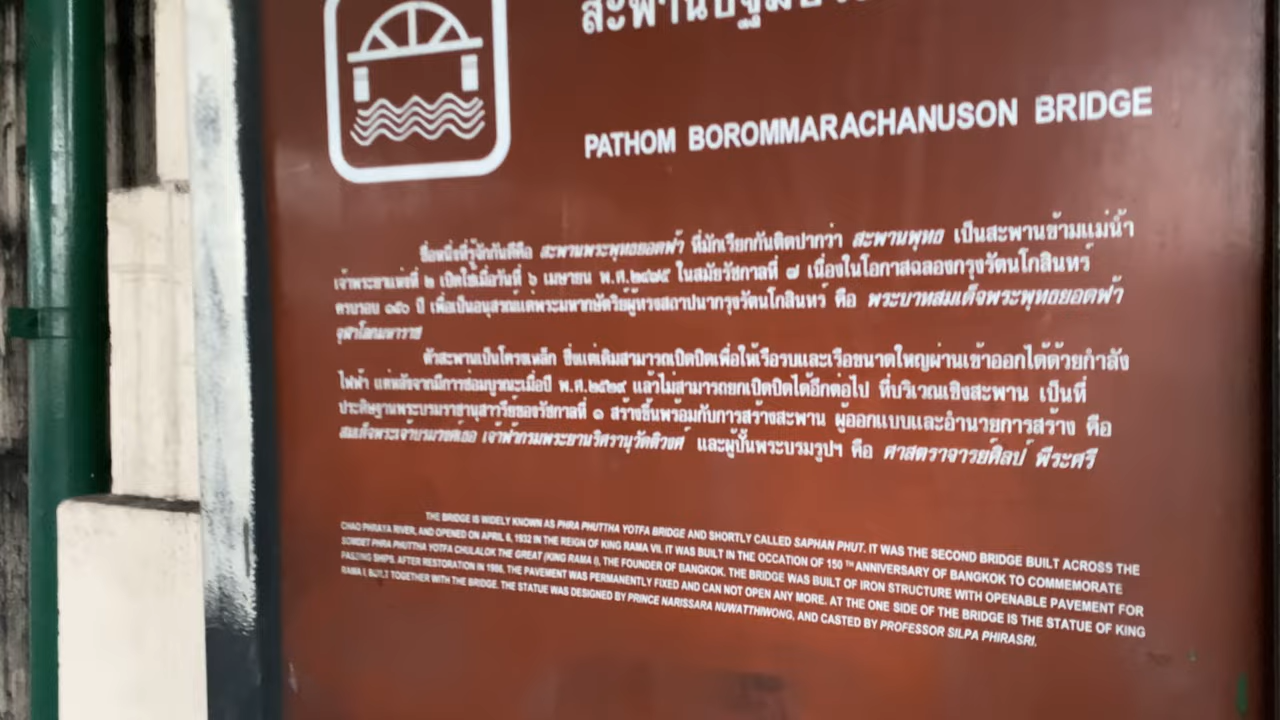 สะพานปฐมบรม
PATHOM BOROMMARACHANUSON BRIDGE
ชื่อหนึ่งที่รู้จักกันดีคือ สะพานพระพุทธยอดฟ้า ที่มักเรียกกันติดปากว่า สะพานพุทธ เป็นสะพานข้ามแม่น้ำ
เจ้าพระยาแห่งที่ ๒ เปิดใช้เมื่อวันที่ ๖ เมษายน พ.ศ.๒๔๗๕ ในสมัยรัชกาลที่ ๗ เนื่องในโอกาสฉลองกรุงรัตนโกสินทร์
ครบรอบ ๑๕๐ ปี เพื่อเป็นอนุสรณ์แด่พระมหากษัตริย์ผู้ทรงสถาปนากรุงรัตนโกสินทร์ คือ พระบาทสมเด็จพระพุทธยอดฟ้า
จุฬาโลกมหาราช
ตัวสะพานเป็นโครงเหล็ก ซึ่งแต่เดิมสามารถเปิดปิดเพื่อให้เรือรบและเรือขนาดใหญ่ผ่านเข้าออกได้ด้วยกำลัง
ไฟฟ้า แต่หลังจากมีการซ่อมบูรณะเมื่อปี พ.ศ.๒๕๒๙ แล้วไม่สามารถยกเปิดปิดได้อีกต่อไป ที่บริเวณเชิงสะพาน เป็นที่
ประดิษฐานพระบรมราชานุสาวรีย์ของรัชกาลที่ ๑ สร้างขึ้นพร้อมกับการสร้างสะพาน ผู้ออกแบบและอำนวยการสร้าง คือ
สมเด็จพระเจ้าบรมวงศ์เธอ เจ้าฟ้ากรมพระยานริศรานุวัดติวงศ์ และผู้ปั้นพระบรมรูปฯ คือ ศาสตราจารย์ศิลป์ พีระศรี
THE BRIDGE IS WIDELY KNOWN AS PHRA PHUTTHA YOTFA BRIDGE AND SHORTLY CALLED SAPHAN PHUT. IT WAS THE SECOND BRIDGE BUILT ACROSS THE
CHAO PHRAYA RIVER, AND OPENED ON APRIL 6, 1932 IN THE REIGN OF KING RAMA VII. IT WAS BUILT IN THE OCCATION OF 150 TH ANNIVERSARY OF BANGKOK TO COMMEMORATE
SOMDET PHRA PHUTTHA YOTFA CHULALOK THE GREAT (KING RAMA I), THE FOUNDER OF BANGKOK. THE BRIDGE WAS BUILT OF IRON STRUCTURE WITH OPENABLE PAVEMENT FOR
PASSING SHIPS. AFTER RESTORATION IN 1986, THE PAVEMENT WAS PERMANENTLY FIXED AND CAN NOT OPEN ANY MORE. AT THE ONE SIDE OF THE BRIDGE IS THE STATUE OF KING
RAMA I, BUILT TOGETHER WITH THE BRIDGE. THE STATUE WAS DESIGNED BY PRINCE NARISSARA NUWATTHIWONG, AND CASTED BY PROFESSOR SILPA PHIRASRI.